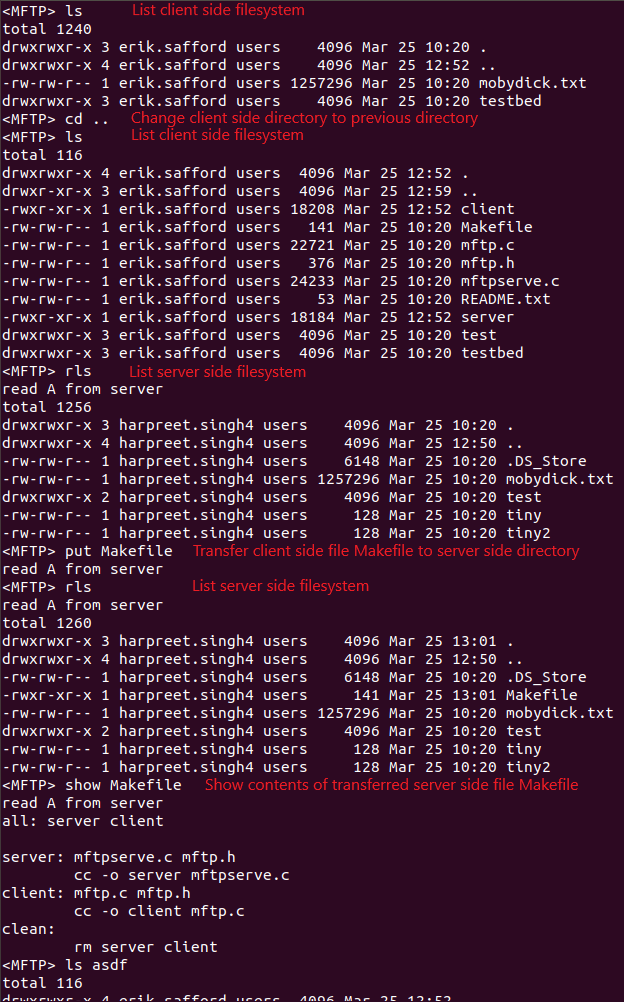 <MFTP> ls List client side filesystem
total 1240
drwxrwxr-x 3 erik.safford users    4096 Mar 25 10:20 .
drwxrwxr-x 4 erik.safford users    4096 Mar 25 12:52 ..
-rw-rw-r-- 1 erik.safford users 1257296 Mar 25 10:20 mobydick.txt
drwxrwxr-x 3 erik.safford users    4096 Mar 25 10:20 testbed
<MFTP> cd .. Change client side directory to previous directory
<MFTP> ls List client side filesystem
total 116
drwxrwxr-x 4 erik.safford users  4096 Mar 25 12:52 .
drwxr-xr-x 3 erik.safford users  4096 Mar 25 12:59 ..
-rwxr-xr-x 1 erik.safford users 18208 Mar 25 12:52 client
-rw-rw-r-- 1 erik.safford users   141 Mar 25 10:20 Makefile
-rw-rw-r-- 1 erik.safford users 22721 Mar 25 10:20 mftp.c
-rw-rw-r-- 1 erik.safford users   376 Mar 25 10:20 mftp.h
-rw-rw-r-- 1 erik.safford users 24233 Mar 25 10:20 mftpserve.c
-rw-rw-r-- 1 erik.safford users    53 Mar 25 10:20 README.txt
-rwxr-xr-x 1 erik.safford users 18184 Mar 25 12:52 server
drwxrwxr-x 3 erik.safford users  4096 Mar 25 10:20 test
drwxrwxr-x 3 erik.safford users  4096 Mar 25 10:20 testbed
<MFTP> rls List server side filesystem
read A from server
total 1256
drwxrwxr-x 3 harpreet.singh4 users    4096 Mar 25 10:20 .
drwxrwxr-x 4 harpreet.singh4 users    4096 Mar 25 12:50 ..
-rw-rw-r-- 1 harpreet.singh4 users    6148 Mar 25 10:20 .DS_Store
-rw-rw-r-- 1 harpreet.singh4 users 1257296 Mar 25 10:20 mobydick.txt
drwxrwxr-x 2 harpreet.singh4 users    4096 Mar 25 10:20 test
-rw-rw-r-- 1 harpreet.singh4 users     128 Mar 25 10:20 tiny
-rw-rw-r-- 1 harpreet.singh4 users     128 Mar 25 10:20 tiny2
<MFTP> put Makefile Transfer client side file Makefile to server side directory
read A from server
<MFTP> rls List server side filesystem
read A from server
total 1260
drwxrwxr-x 3 harpreet.singh4 users    4096 Mar 25 13:01 .
drwxrwxr-x 4 harpreet.singh4 users    4096 Mar 25 12:50 ..
-rw-rw-r-- 1 harpreet.singh4 users    6148 Mar 25 10:20 .DS_Store
-rwxr-xr-x 1 harpreet.singh4 users     141 Mar 25 13:01 Makefile
-rw-rw-r-- 1 harpreet.singh4 users 1257296 Mar 25 10:20 mobydick.txt
drwxrwxr-x 2 harpreet.singh4 users    4096 Mar 25 10:20 test
-rw-rw-r-- 1 harpreet.singh4 users     128 Mar 25 10:20 tiny
-rw-rw-r-- 1 harpreet.singh4 users     128 Mar 25 10:20 tiny2
<MFTP> show Makefile Show contents of transferred server side file Makefile
read A from server
all: server client

server: mftpserve.c mftp.h
        cc -o server mftpserve.c
client: mftp.c mftp.h
        cc -o client mftp.c
clean:
        rm server client
<MFTP> ls asdf
total 116
drwxrwxr-x 4 erik.safford users  4096 Mar 25 12:52